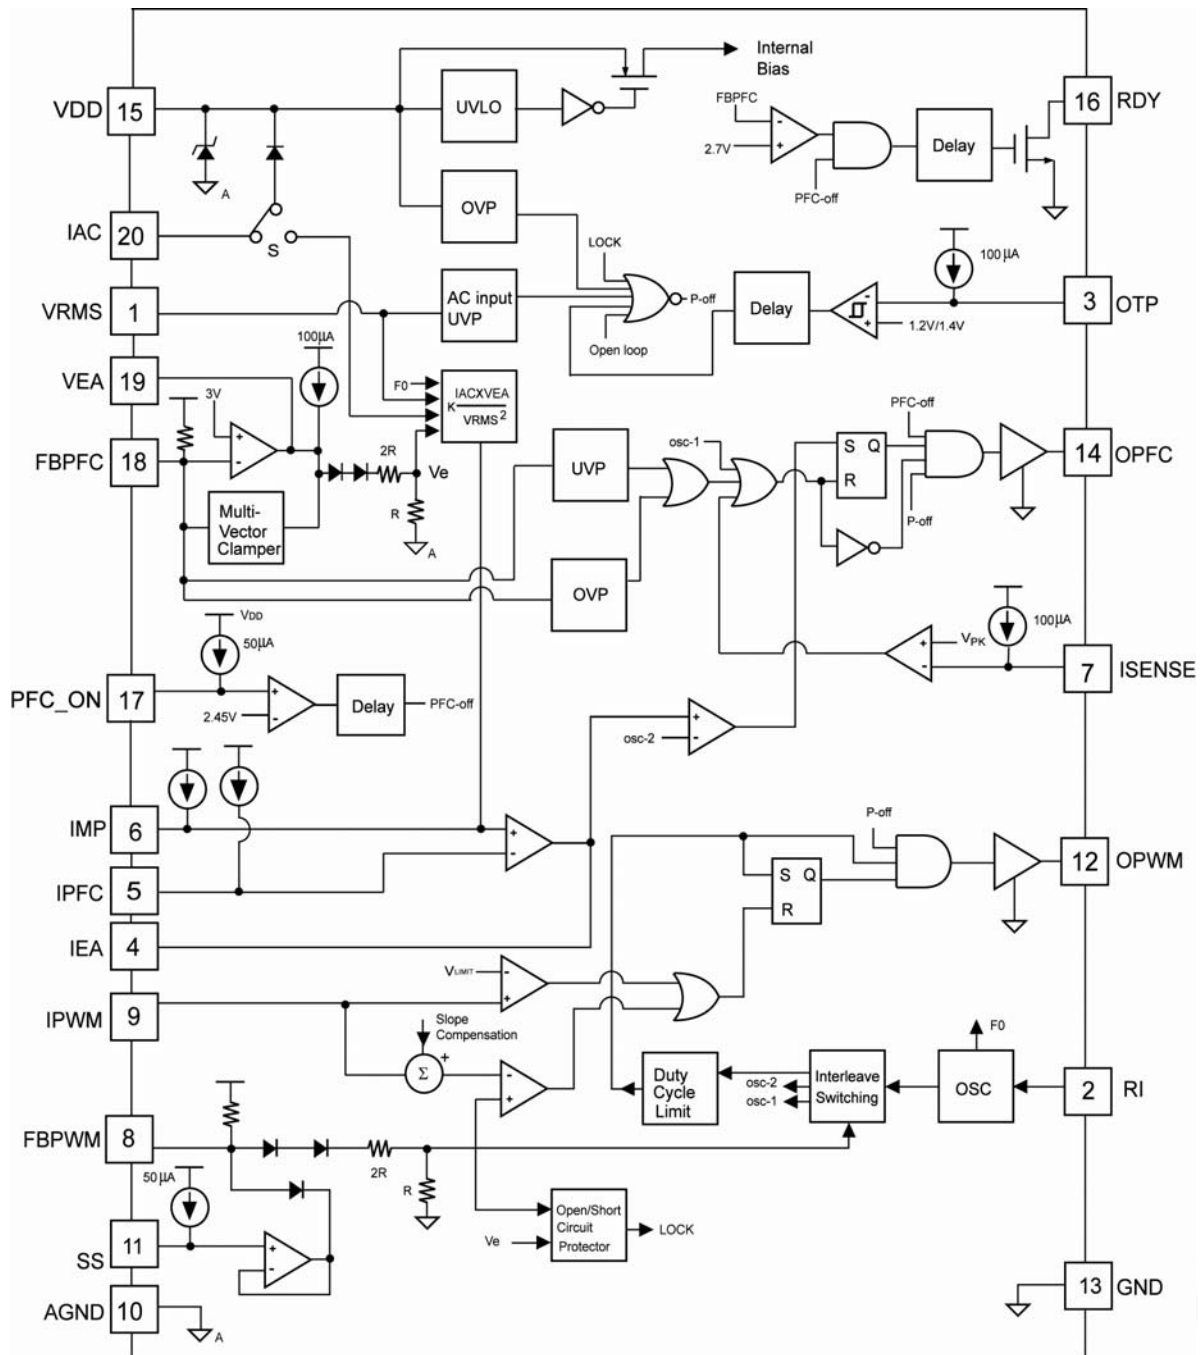 Internal
Bias
VDD
15
UVLO
FBPFC
-
2.7V
+
Delay
16
RDY
PFC-off
A
IAC
20
S
OVP
LOCK
100µA
VRMS
1
AC input
UVP
P-off
Delay
-
+
1.2V/1.4V
3
OTP
Open loop
100µA
VEA
19
3V
F0
K
IACXVEA
VRMS²
PFC-off
osc-1
FBPFC
18
+
-
2R
Ve
R
A
UVP
S
Q
R
14
OPFC
P-off
Multi-
Vector
Clamper
OVP
VDD
50µA
100µA
VPK
+
-
7
ISENSE
PFC_ON
17
+
2.45V
-
Delay
PFC-off
+
osc-2
-
IMP
6
+
-
P-off
IPFC
5
S
Q
R
12
OPWM
IEA
4
VLIMIT
-
+
IPWM
9
Slope
Compensation
Σ
+
-
+
F0
Duty
Cycle
Limit
osc-2
osc-1
Interleave
Switching
OSC
2
RI
FBPWM
8
2R
R
50µA
SS
11
+
-
Open/Short
Circuit
Protector
Ve
LOCK
AGND
10
A
13
GND